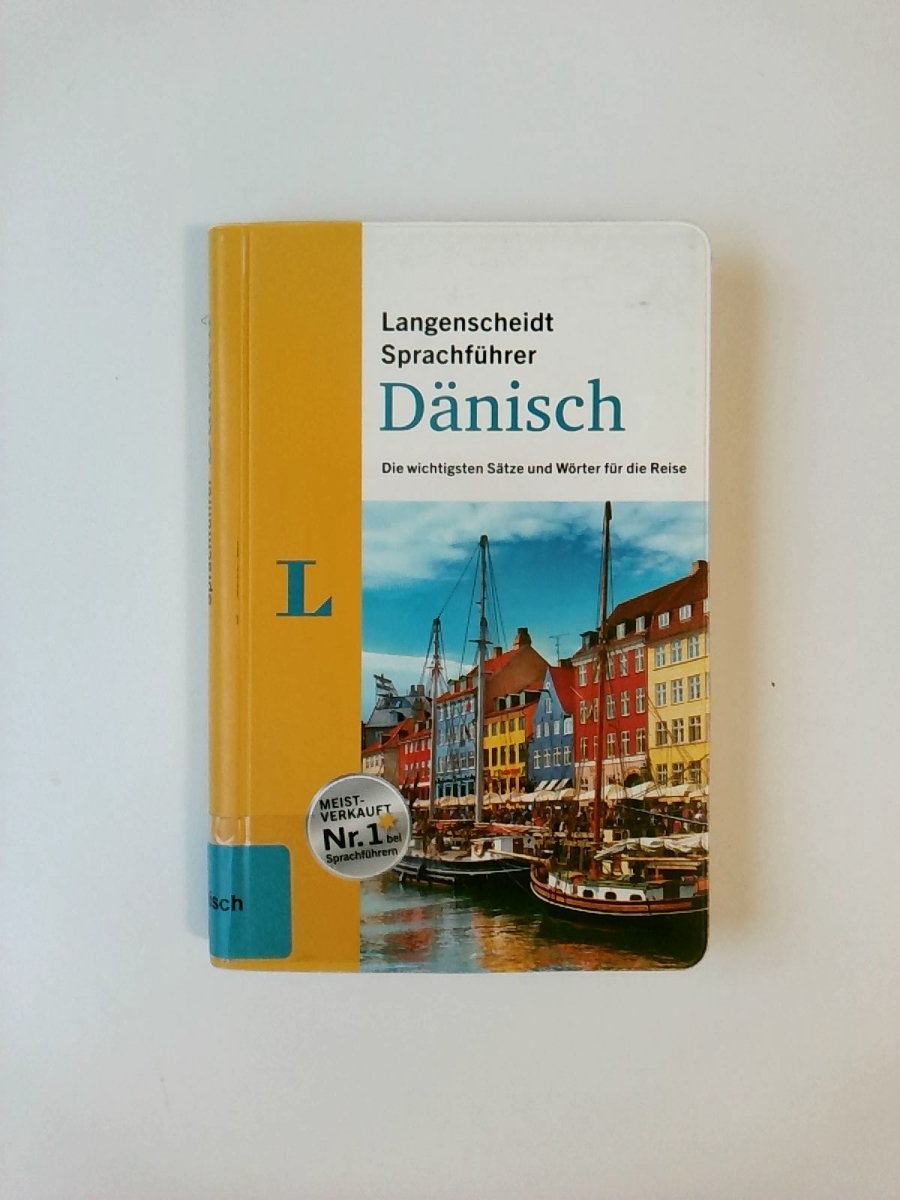 Langenscheidt
Sprachführer
Dänisch
Die wichtigsten Sätze und Wörter für die Reise
L
MEIST-
VERKAUFT
Nr. 1 bei
Sprachführern
isch